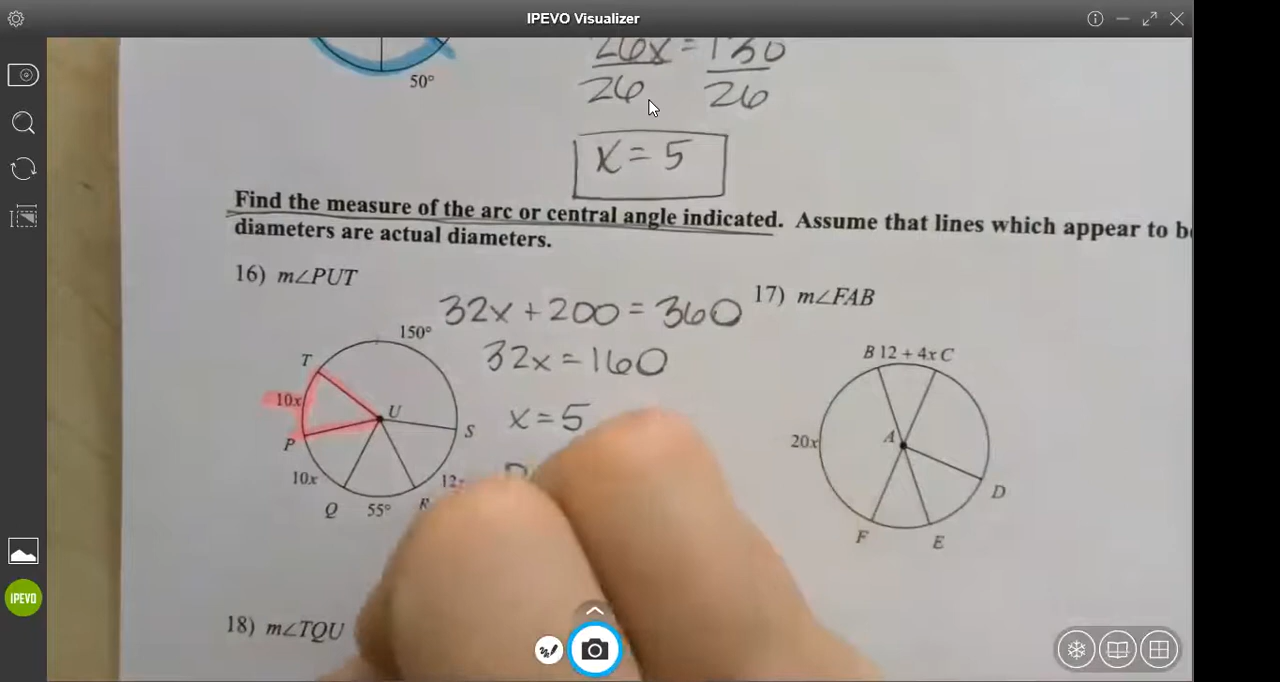 IPEVO Visualizer
26x = 130
26 26
50°
x = 5
Find the measure of the arc or central angle indicated. Assume that lines which appear to b
diameters are actual diameters.
16) m∠PUT
32x + 200 = 360
32x = 160
x = 5
150°
T
10x
U
S
P
10x
12
Q
55°
R
17) m∠FAB
B 12 + 4x C
20x
A
D
F
E
18) m∠TQU
IPEVO